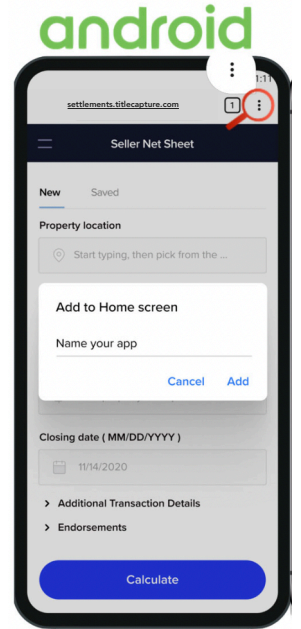 android
1:11
settlements.titlecapture.com
1
Seller Net Sheet
New Saved
Property location
Start typing, then pick from the ...
Add to Home screen
Name your app
Cancel Add
Closing date ( MM/DD/YYYY )
11/14/2020
Additional Transaction Details
Endorsements
Calculate